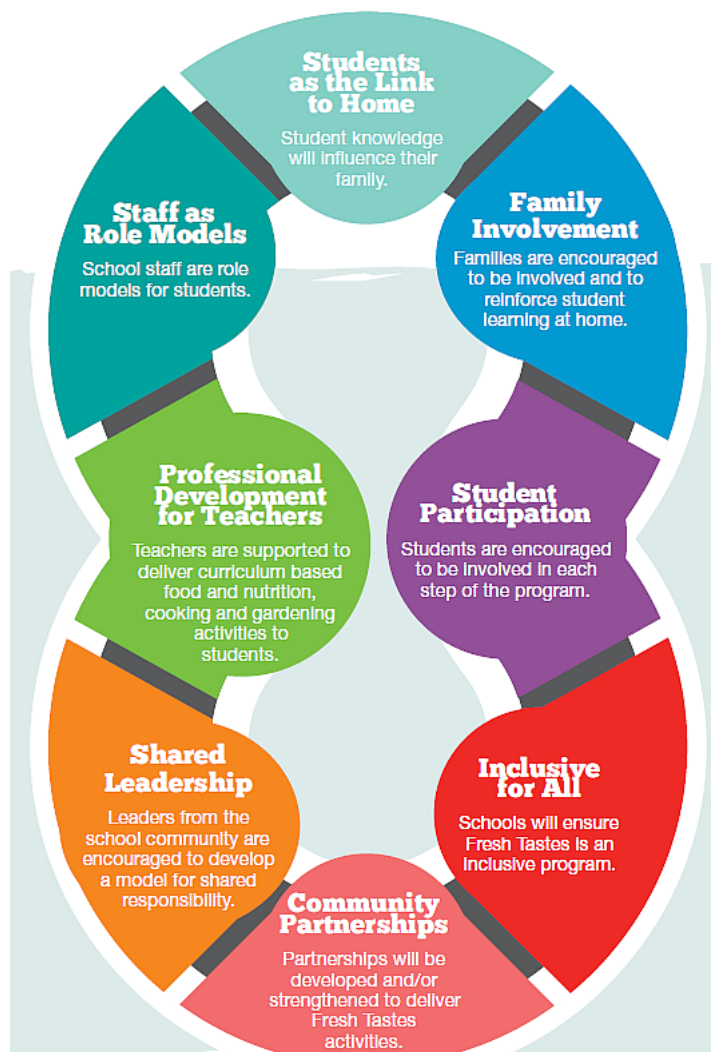 Students
as the Link
to Home
Student knowledge
will influence their
family.
Staff as
Role Models
School staff are role
models for students.
Family
Involvement
Families are encouraged
to be involved and to
reinforce student
learning at home.
Professional
Development
for Teachers
Teachers are supported to
deliver curriculum based
food and nutrition,
cooking and gardening
activities to
students.
Student
Participation
Students are encouraged
to be involved in each
step of the program.
Shared
Leadership
Leaders from the
school community are
encouraged to develop
a model for shared
responsibility.
Inclusive
for All
Schools will ensure
Fresh Tastes is an
inclusive program.
Community
Partnerships
Partnerships will be
developed and/or
strengthened to deliver
Fresh Tastes
activities.